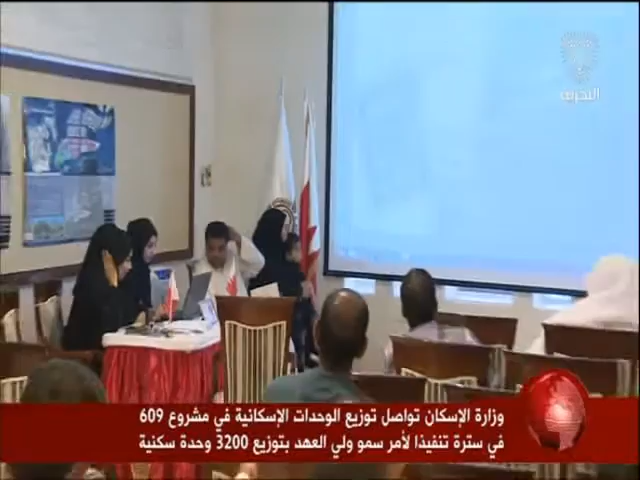 البحرين
وزارة الإسكان تواصل توزيع الوحدات الإسكانية في مشروع 609
في سترة تنفيذا لأمر سمو ولي العهد بتوزيع 3200 وحدة سكنية